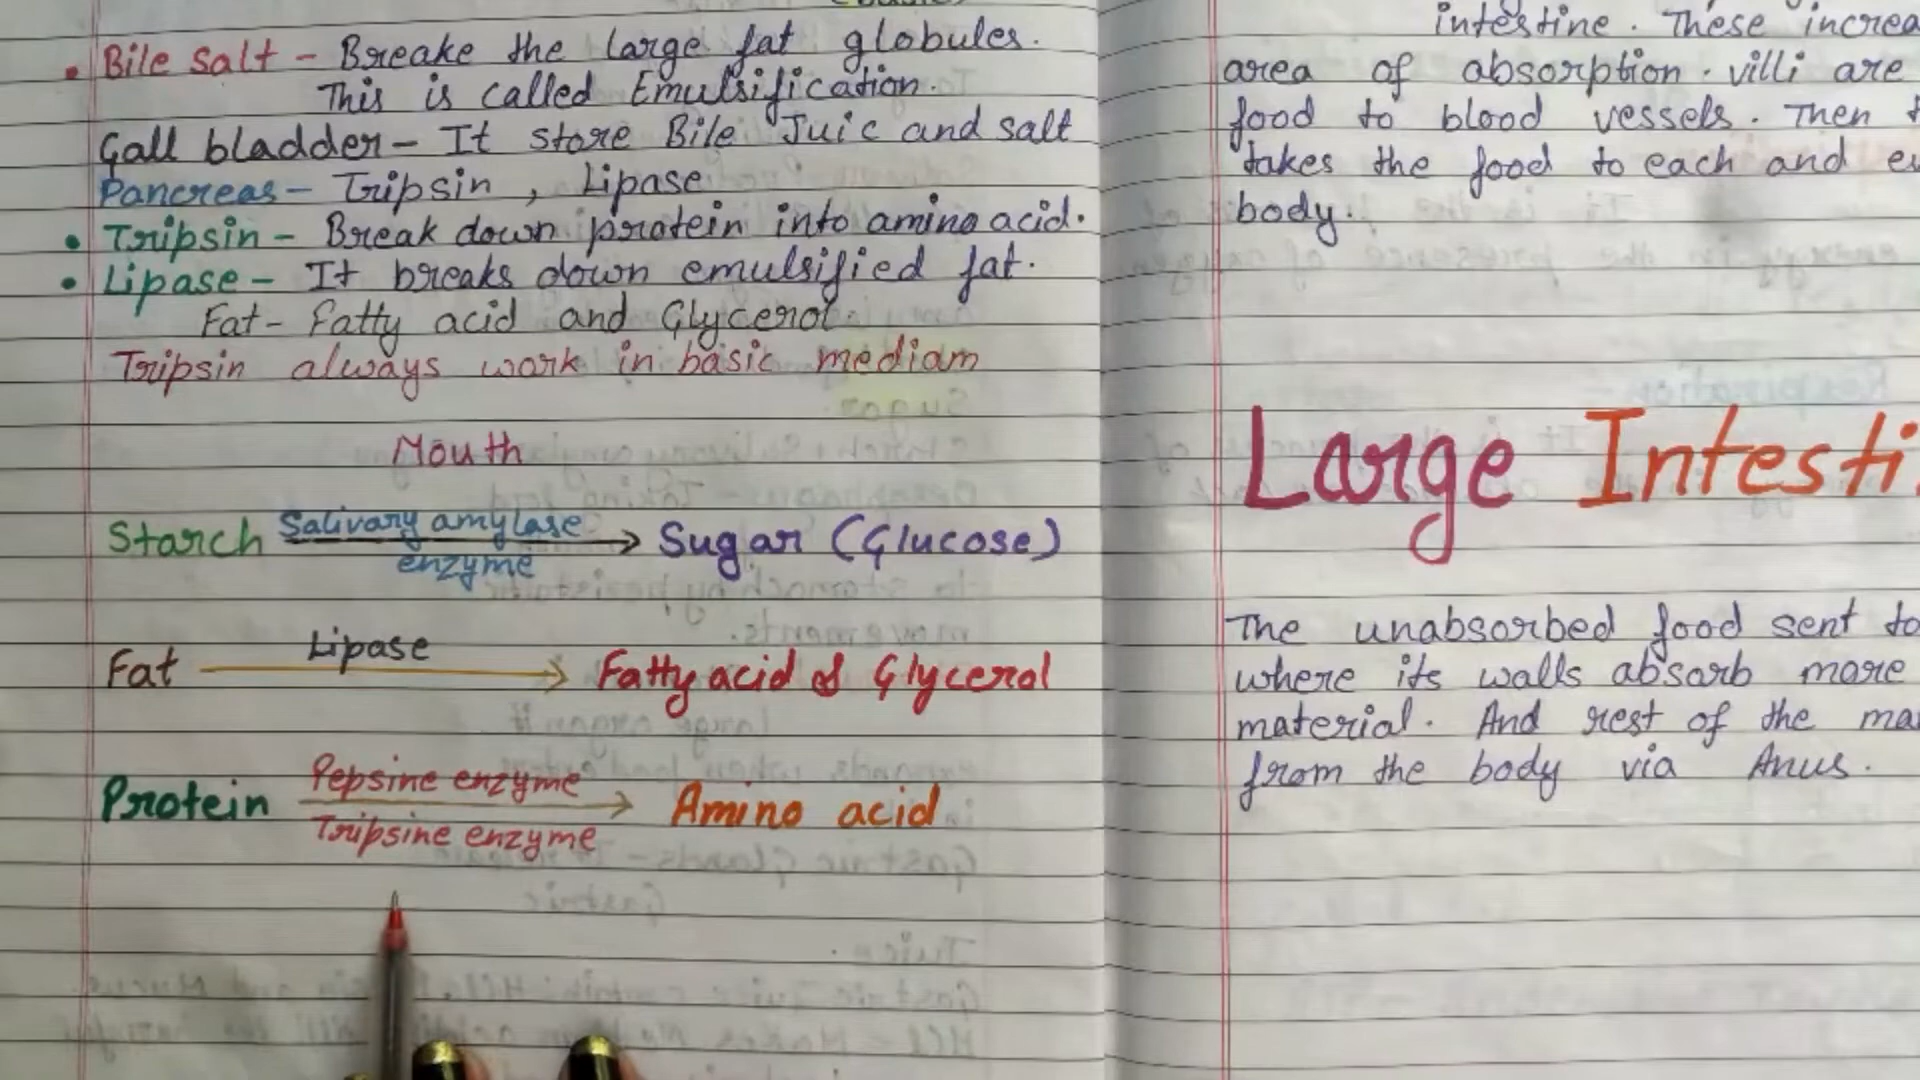 • Bile salt - Breake the large fat globules.
This is called Emulsification.
Gall bladder - It store Bile Juic and salt
Pancreas - Tripsin , Lipase
• Tripsin - Break down protein into amino acid.
• Lipase - It breaks down emulsified fat.
Fat - Fatty acid and Glycerol.
Tripsin always work in basic mediam
Mouth
Starch Salivary amylase → Sugar (Glucose)
enzyme
Lipase
Fat → Fatty acid & Glycerol
Pepsine enzyme
Protein → Amino acid
Tripsine enzyme
intestine. These increa
area of absorption. villi are
food to blood vessels. Then
takes the food to each and
body.
Large Intesti
The unabsorbed food sent to
where its walls absorb more
material. And rest of the ma
from the body via Anus.